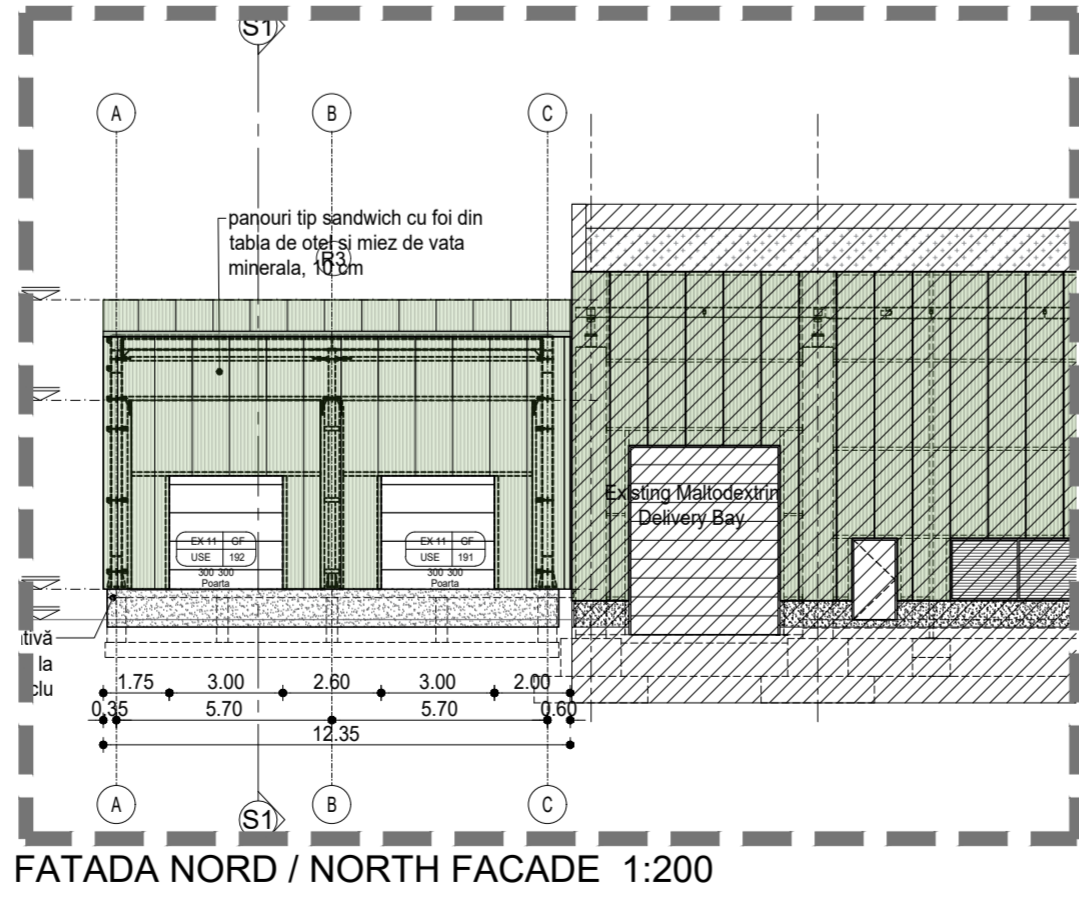 S1
A
B
C
panouri tip sandwich cu foi din
tabla de otel si miez de vata
minerala, 10 cm
R3
Existing Maltodextrin
Delivery Bay
EX 11 GF
USE 192
300 300
Poarta
EX 11 GF
USE 191
300 300
Poarta
tivă
la
clu
1.75 3.00 2.60 3.00 2.00
0.35 5.70 5.70 0.60
12.35
A
B
C
S1
FATADA NORD / NORTH FACADE 1:200